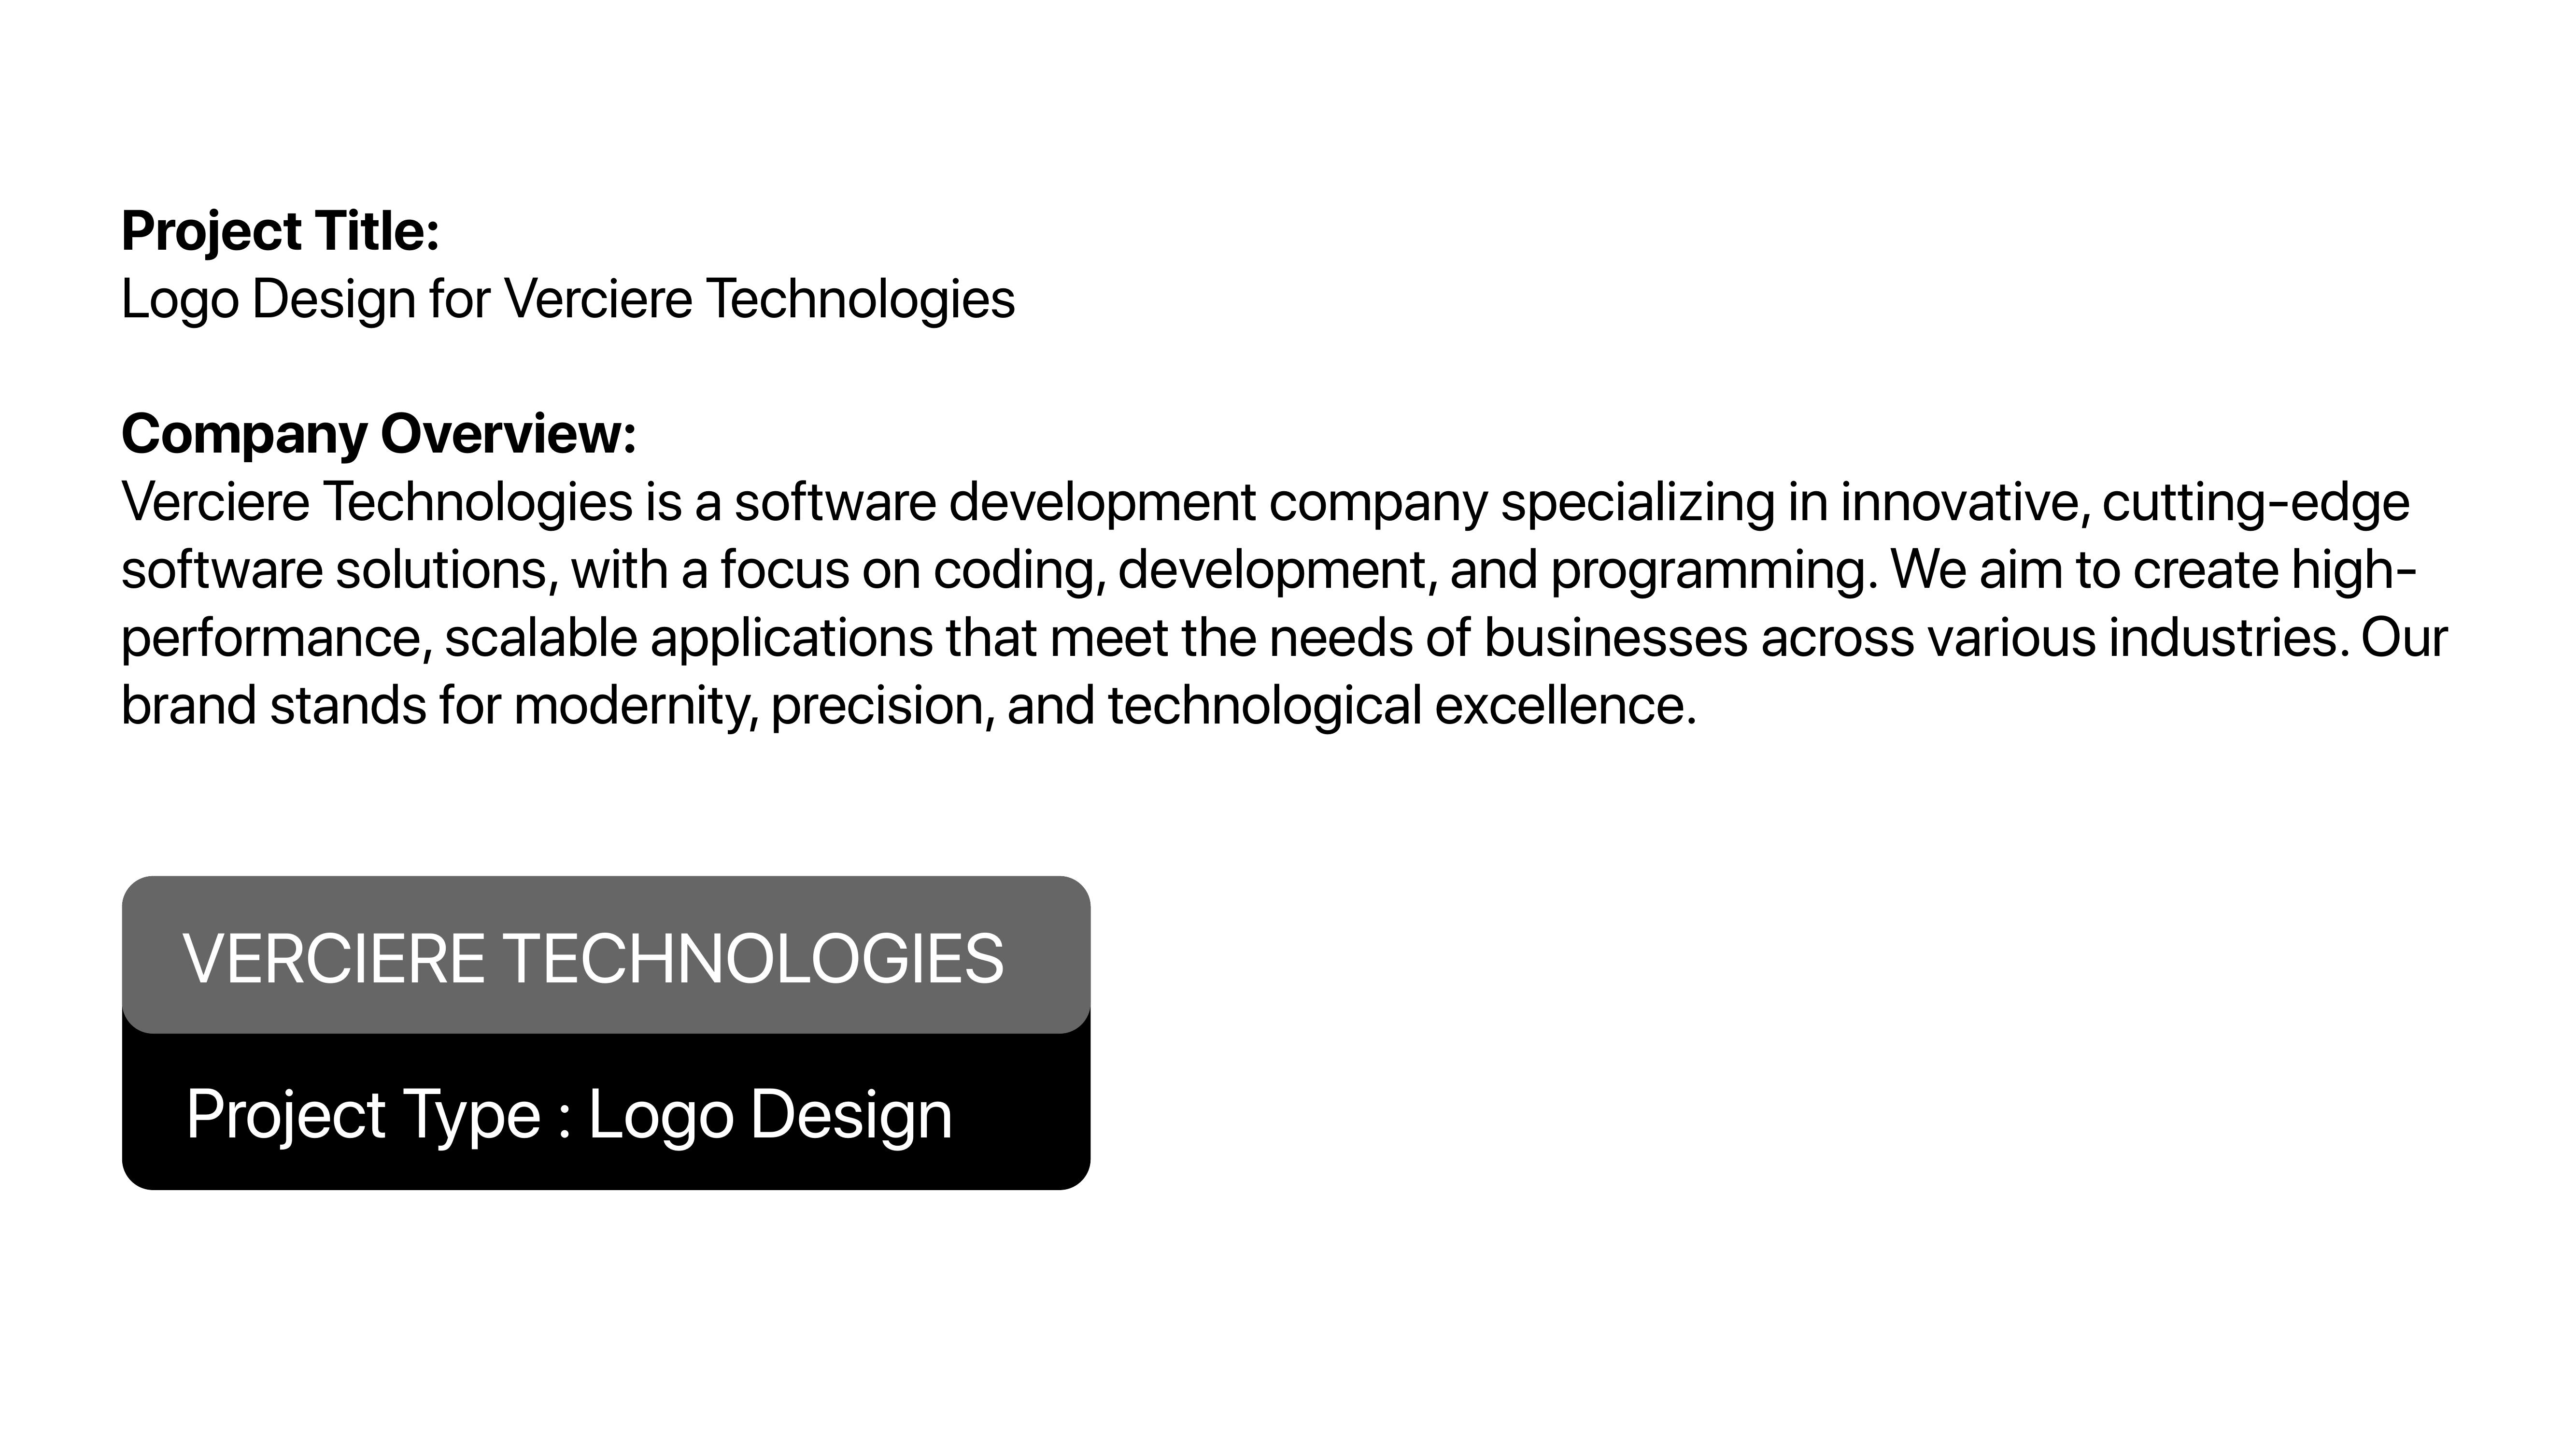 Project Title:
Logo Design for Verciere Technologies
Company Overview:
Verciere Technologies is a software development company specializing in innovative, cutting-edge
software solutions, with a focus on coding, development, and programming. We aim to create high-
performance, scalable applications that meet the needs of businesses across various industries. Our
brand stands for modernity, precision, and technological excellence.
VERCIERE TECHNOLOGIES
Project Type : Logo Design